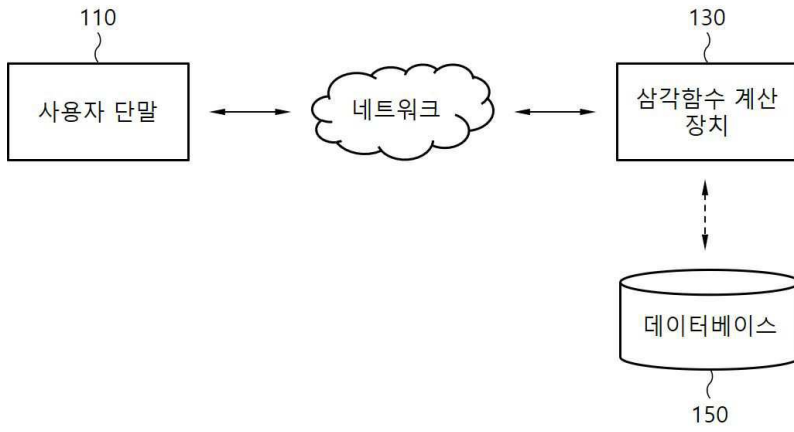 110
130
사용자 단말
네트워크
삼각함수 계산
장치
데이터베이스
150